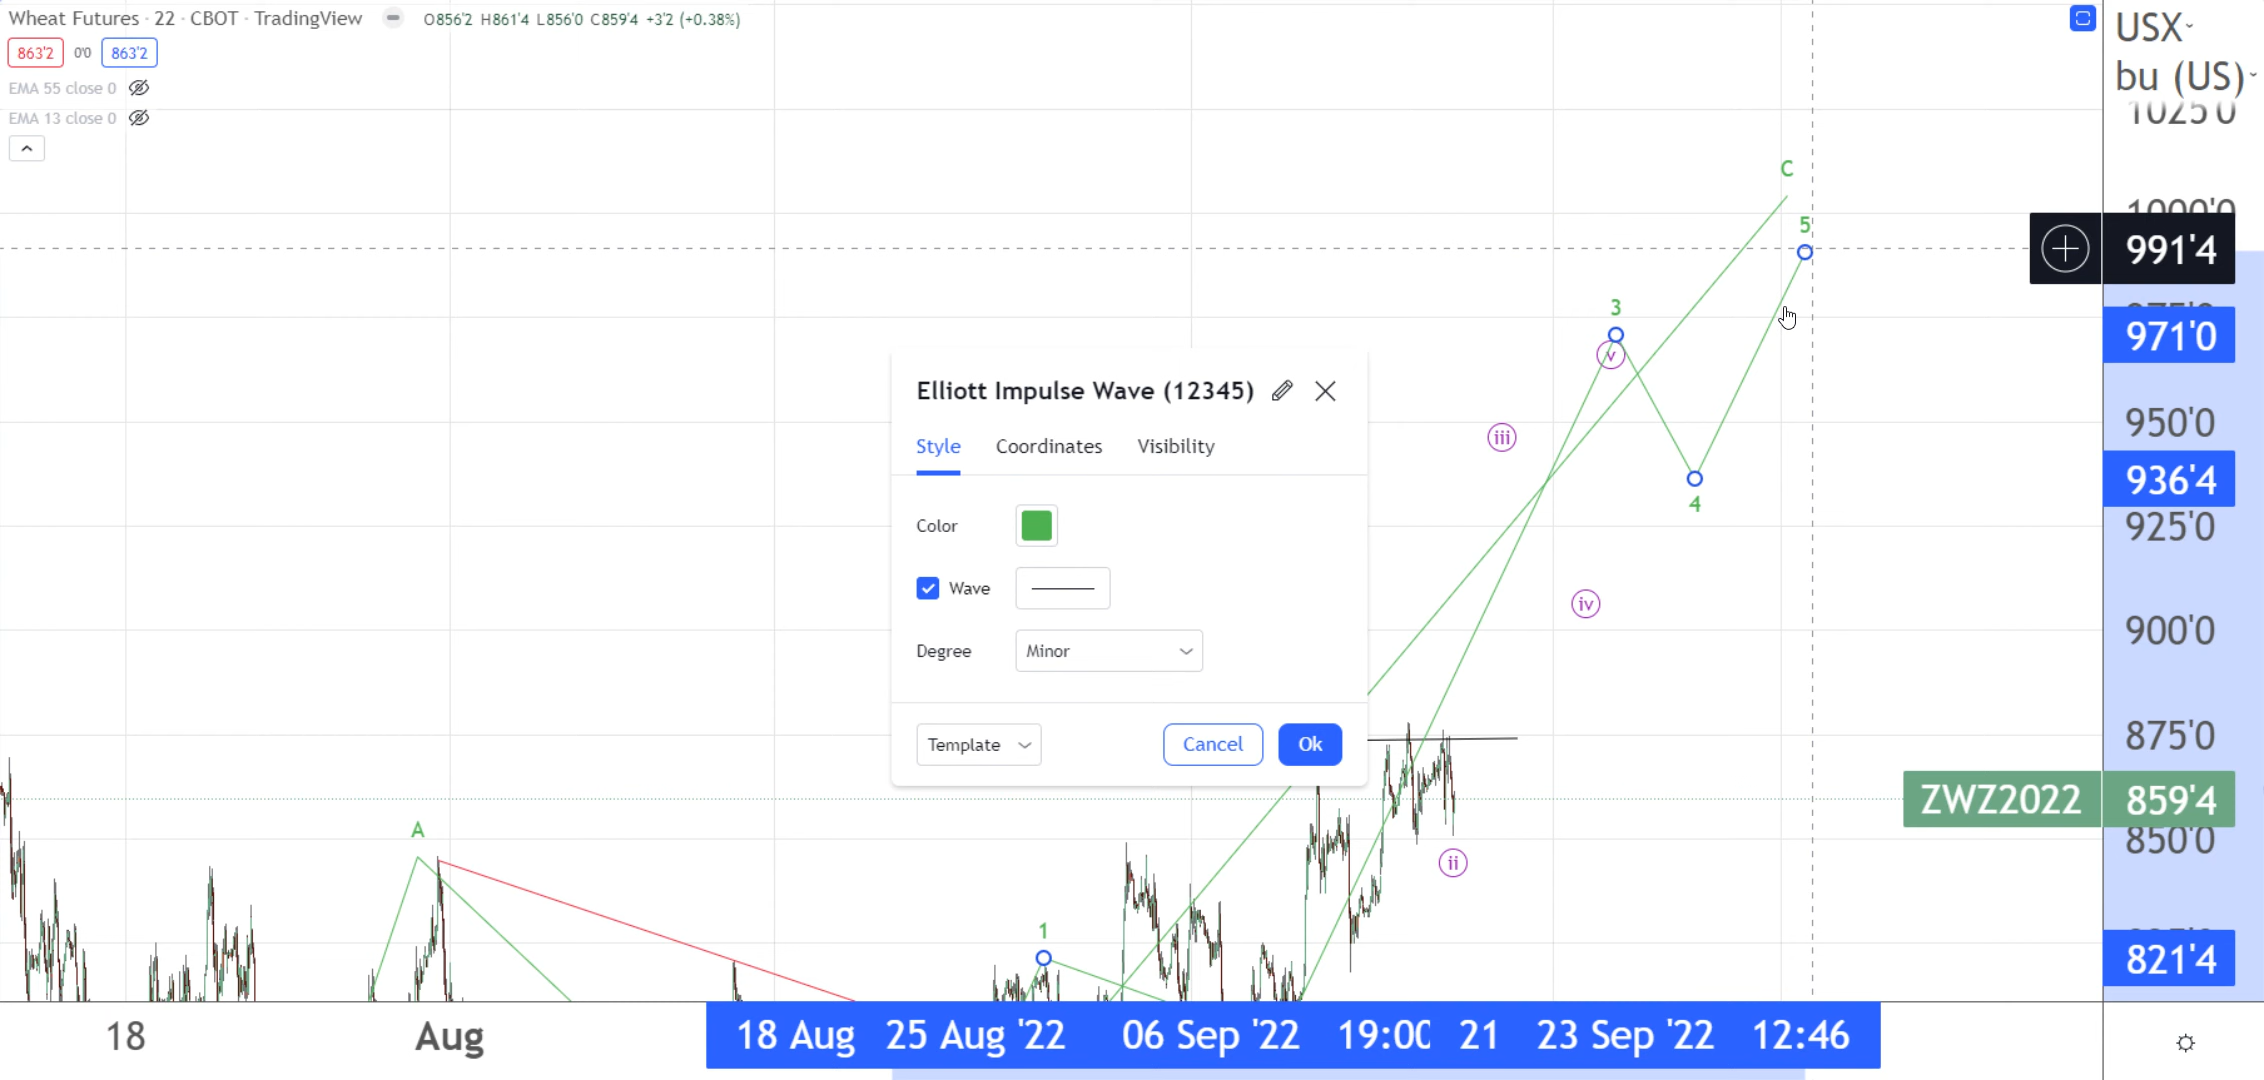 Wheat Futures · 22 · CBOT · TradingView
O856'2 H861'4 L856'0 C859'4 +3'2 (+0.38%)
863'2 0'0 863'2
EMA 55 close 0
EMA 13 close 0
USX
bu (US)
1025'0
C
1000'0
5
991'4
3
971'0
v
Elliott Impulse Wave (12345)
Style Coordinates Visibility
iii
950'0
936'4
4
Color
925'0
Wave
iv
900'0
Degree Minor
Template Cancel Ok
875'0
ZWZ2022 859'4
A
850'0
ii
1
821'4
18 Aug 18 Aug 25 Aug '22 06 Sep '22 19:00 21 23 Sep '22 12:46